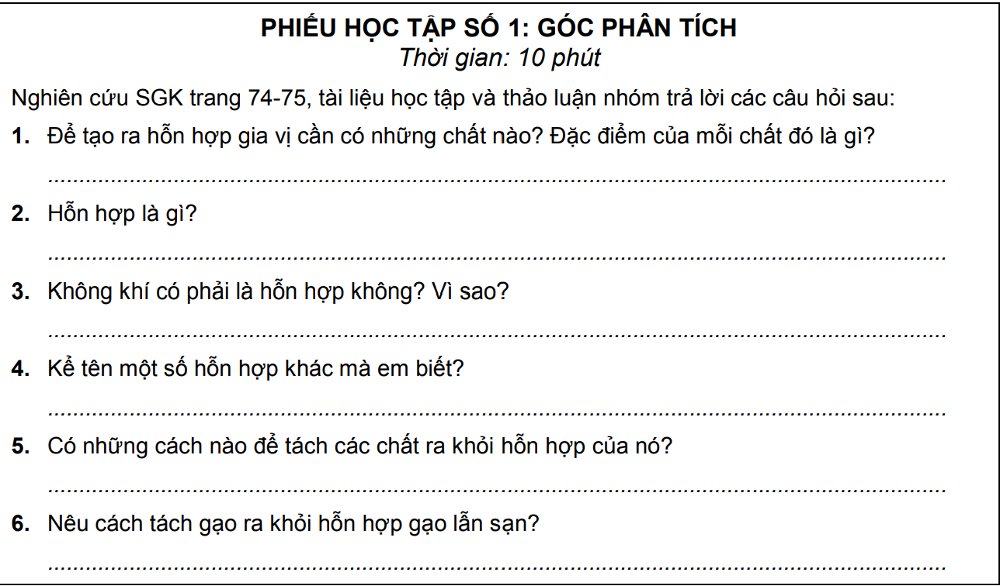 PHIẾU HỌC TẬP SỐ 1: GÓC PHÂN TÍCH
Thời gian: 10 phút
Nghiên cứu SGK trang 74-75, tài liệu học tập và thảo luận nhóm trả lời các câu hỏi sau:
1. Để tạo ra hỗn hợp gia vị cần có những chất nào? Đặc điểm của mỗi chất đó là gì?
........................................................................................................................
2. Hỗn hợp là gì?
........................................................................................................................
3. Không khí có phải là hỗn hợp không? Vì sao?
........................................................................................................................
4. Kể tên một số hỗn hợp khác mà em biết?
........................................................................................................................
5. Có những cách nào để tách các chất ra khỏi hỗn hợp của nó?
........................................................................................................................
6. Nêu cách tách gạo ra khỏi hỗn hợp gạo lẫn sạn?
........................................................................................................................